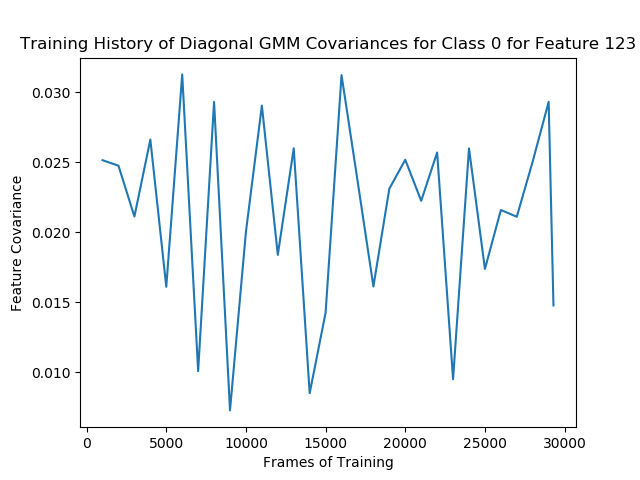 Training History of Diagonal GMM Covariances for Class 0 for Feature 123
0.030
0.025
0.020
0.015
0.010
Feature Covariance
0 5000 10000 15000 20000 25000 30000
Frames of Training